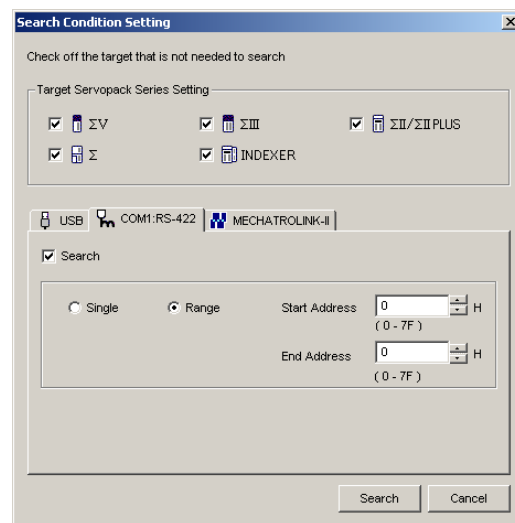 Search Condition Setting
Check off the target that is not needed to search
Target Servopack Series Setting
ΣV ΣIII ΣII/ΣII PLUS
Σ INDEXER
USB COM1:RS-422 MECHATROLINK-II
Search
Single Range Start Address 0 H
( 0 - 7F )
End Address 0 H
( 0 - 7F )
Search Cancel